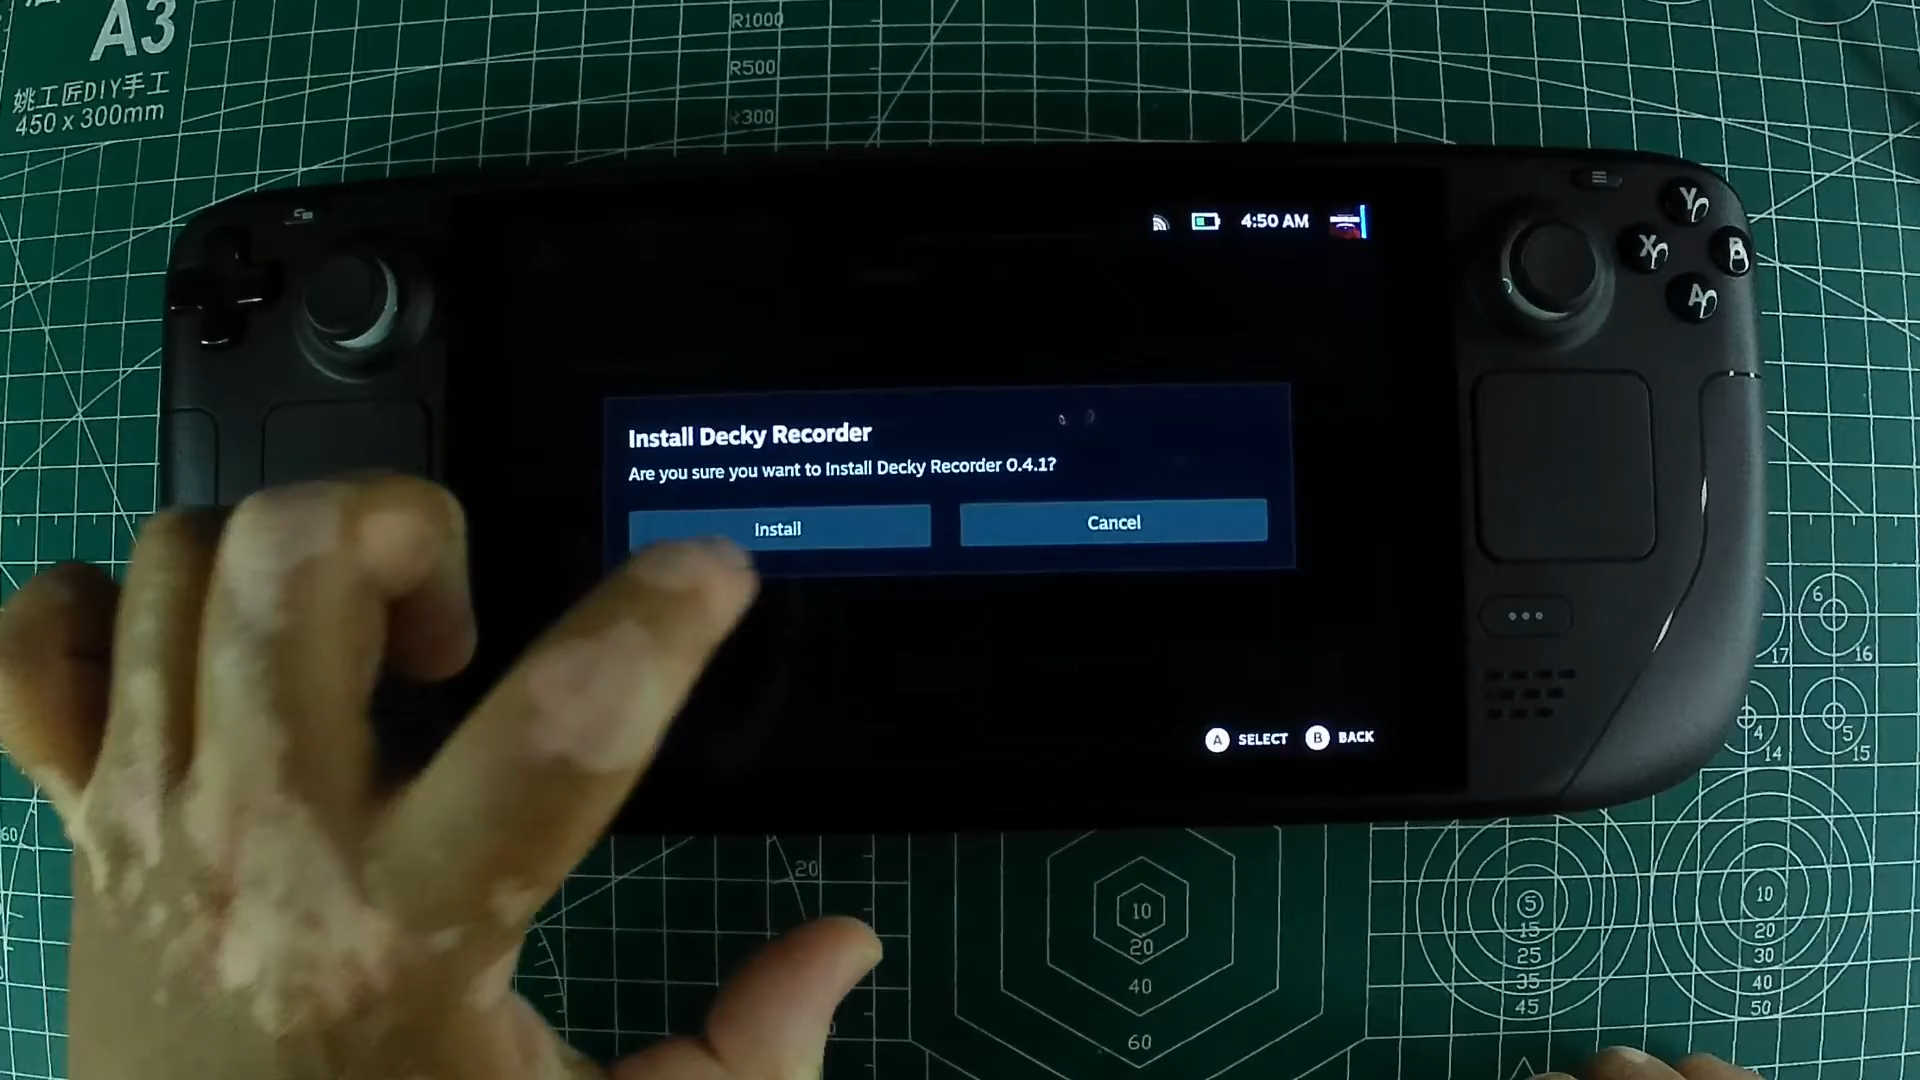 A3
姚工匠DIY手工
450 x 300mm
R1000
R500
R300
4:50 AM
Y
X
B
A
Install Decky Recorder
Are you sure you want to install Decky Recorder 0.4.1?
Install
Cancel
A SELECT B BACK
6
17
16
4
5
14
15
60
20
10
20
40
60
5
15
25
35
45
10
20
30
40
50